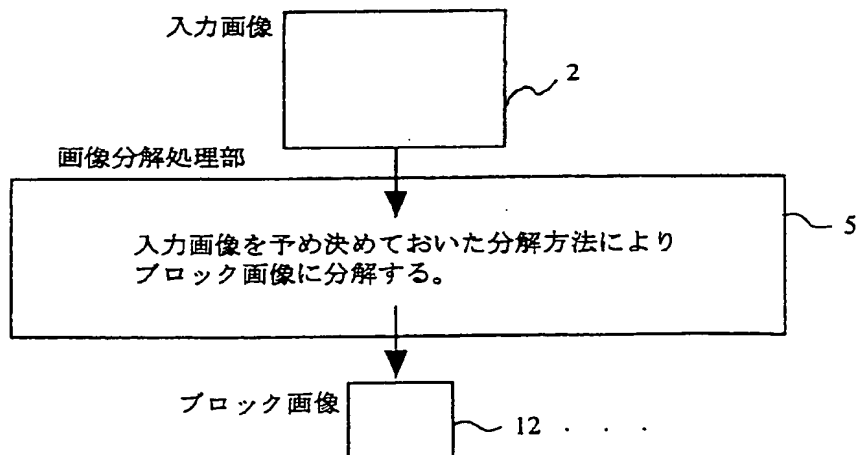 入力画像
2
画像分解処理部
入力画像を予め決めておいた分解方法により
ブロック画像に分解する。
5
ブロック画像
12 . . .